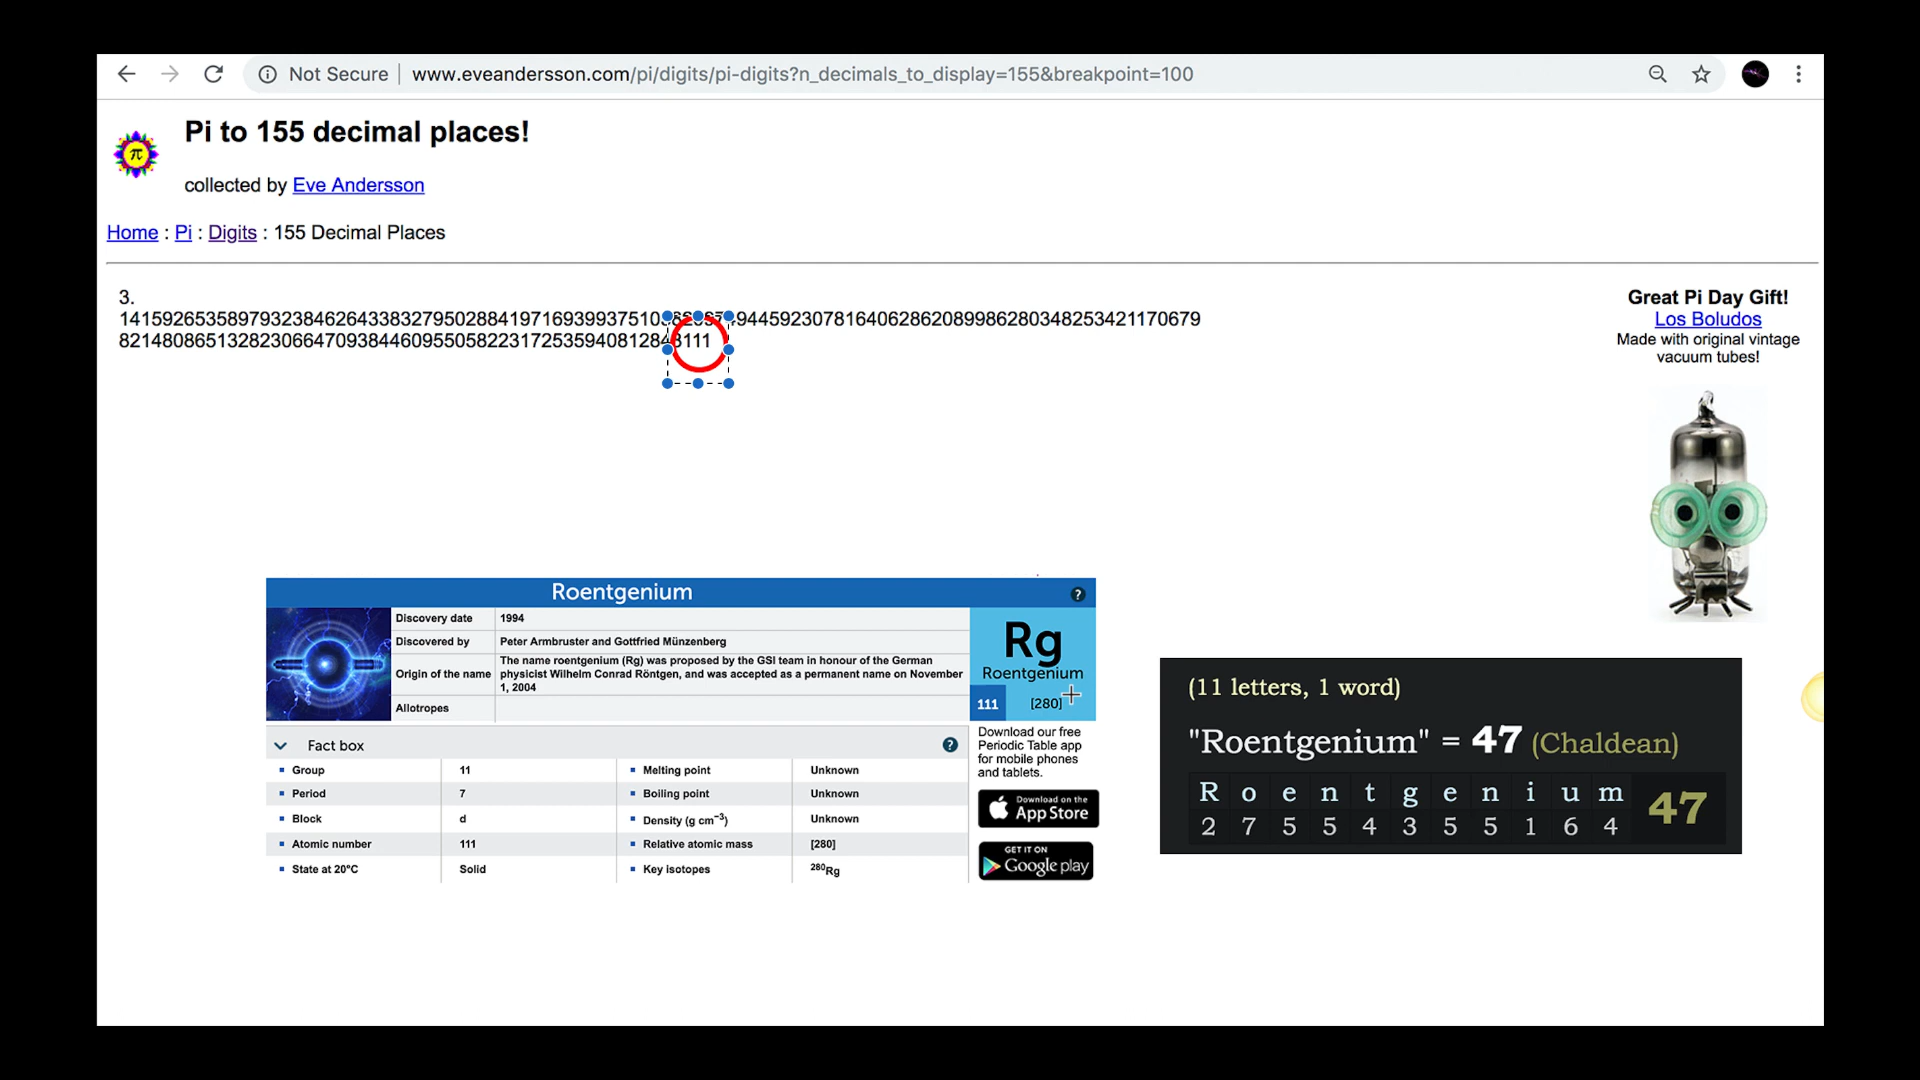 Not Secure | www.eveandersson.com/pi/digits/pi-digits?n_decimals_to_display=155&breakpoint=100
π
Pi to 155 decimal places!
collected by Eve Andersson
Home : Pi : Digits : 155 Decimal Places
3.
14159265358979323846264338327950288419716939937510 944592307816406286208998628034825342117067​9
8214808651328230664709384460955058223172535940812848111
Great Pi Day Gift!
Los Boludos
Made with original vintage
vacuum tubes!
Roentgenium
?
Discovery date 1994
Discovered by Peter Armbruster and Gottfried Münzenberg
Origin of the name The name roentgenium (Rg) was proposed by the GSI team in honour of the German
physicist Wilhelm Conrad Röntgen, and was accepted as a permanent name on November
1, 2004
Allotropes
Rg
Roentgenium
111 [280]
Fact box ?
Group 11 Melting point Unknown
Period 7 Boiling point Unknown
Block d Density (g cm⁻³) Unknown
Atomic number 111 Relative atomic mass [280]
State at 20°C Solid Key isotopes ²⁸⁰Rg
Download our free
Periodic Table app
for mobile phones
and tablets.
Download on the
App Store
GET IT ON
Google play
(11 letters, 1 word)
"Roentgenium" = 47 (Chaldean)
R o e n t g e n i u m
2 7 5 5 4 3 5 5 1 6 4
47